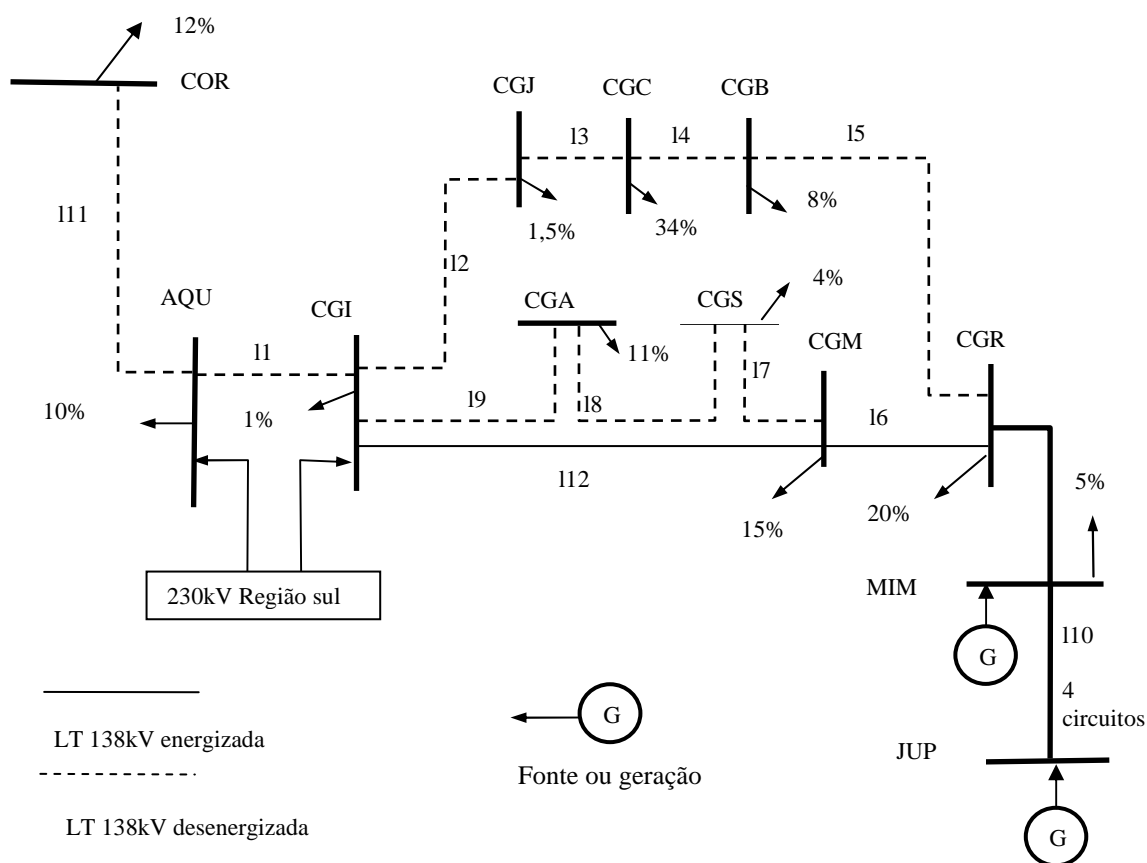 12%
COR
CGJ
CGC
CGB
l3
l4
l5
8%
1,5%
34%
l11
l2
4%
AQU
CGI
CGA
CGS
CGM
CGR
l1
11%
l7
10%
1%
l9
l8
l6
l12
5%
15%
20%
230kV Região sul
MIM
G
l10
4
circuitos
G
LT 138kV energizada
JUP
Fonte ou geração
LT 138kV desenergizada
G